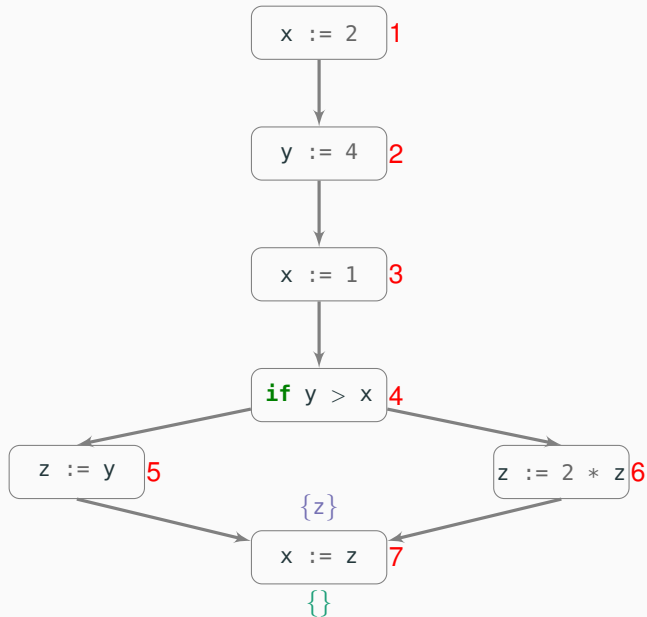 x := 2 1
y := 4 2
x := 1 3
if y > x 4
z := y 5
z := 2 * z 6
{z}
x := z 7
{}